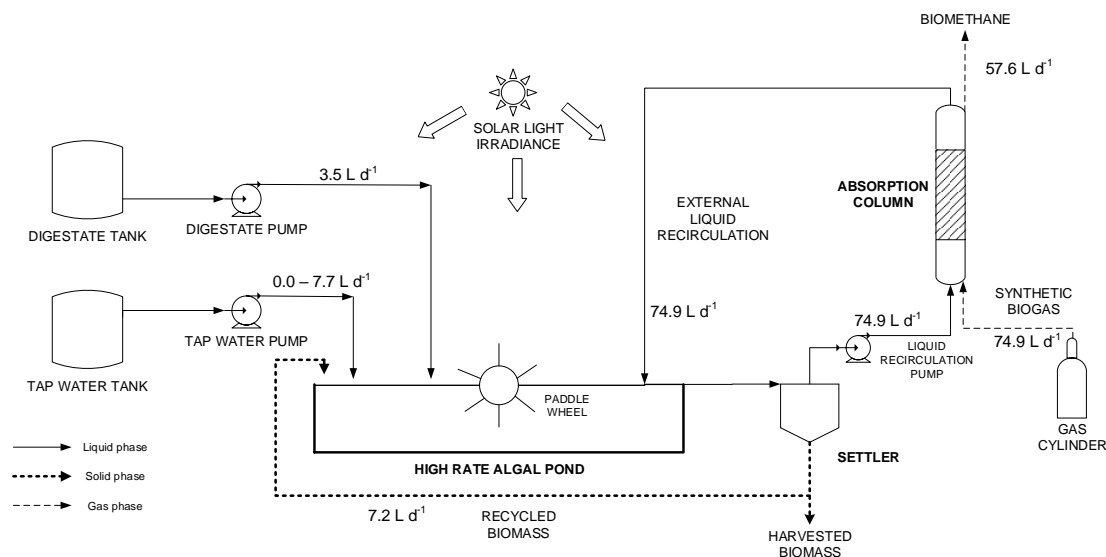 BIOMETHANE
57.6 L d⁻¹
SOLAR LIGHT
IRRADIANCE
3.5 L d⁻¹
DIGESTATE PUMP
DIGESTATE TANK
ABSORPTION
COLUMN
EXTERNAL
LIQUID
RECIRCULATION
0.0 – 7.7 L d⁻¹
TAP WATER PUMP
TAP WATER TANK
74.9 L d⁻¹
74.9 L d⁻¹
LIQUID
RECIRCULATION
PUMP
SYNTHETIC
BIOGAS
74.9 L d⁻¹
GAS
CYLINDER
PADDLE
WHEEL
HIGH RATE ALGAL POND
SETTLER
Liquid phase
Solid phase
Gas phase
7.2 L d⁻¹
RECYCLED
BIOMASS
HARVESTED
BIOMASS